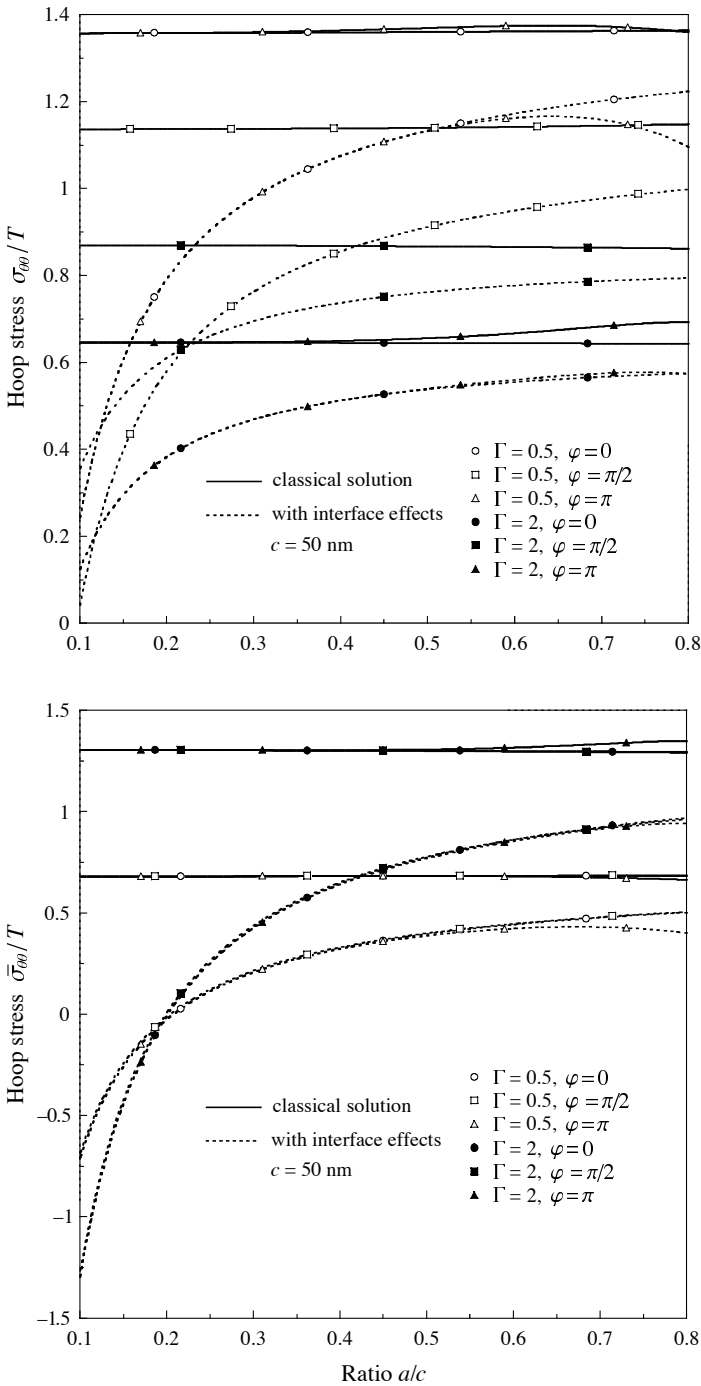 1.4
1.2
1
0.8
0.6
0.4
0.2
0
Hoop stress σθθ/T
classical solution
with interface effects
c = 50 nm
Γ = 0.5, φ=0
Γ = 0.5, φ=π/2
Γ = 0.5, φ=π
Γ = 2, φ=0
Γ = 2, φ=π/2
Γ = 2, φ=π
0.1 0.2 0.3 0.4 0.5 0.6 0.7 0.8
1.5
1
0.5
0
−0.5
−1
−1.5
Hoop stress σ̄θθ/T
classical solution
with interface effects
c = 50 nm
Γ = 0.5, φ=0
Γ = 0.5, φ=π/2
Γ = 0.5, φ=π
Γ = 2, φ=0
Γ = 2, φ=π/2
Γ = 2, φ=π
0.1 0.2 0.3 0.4 0.5 0.6 0.7 0.8
Ratio a/c